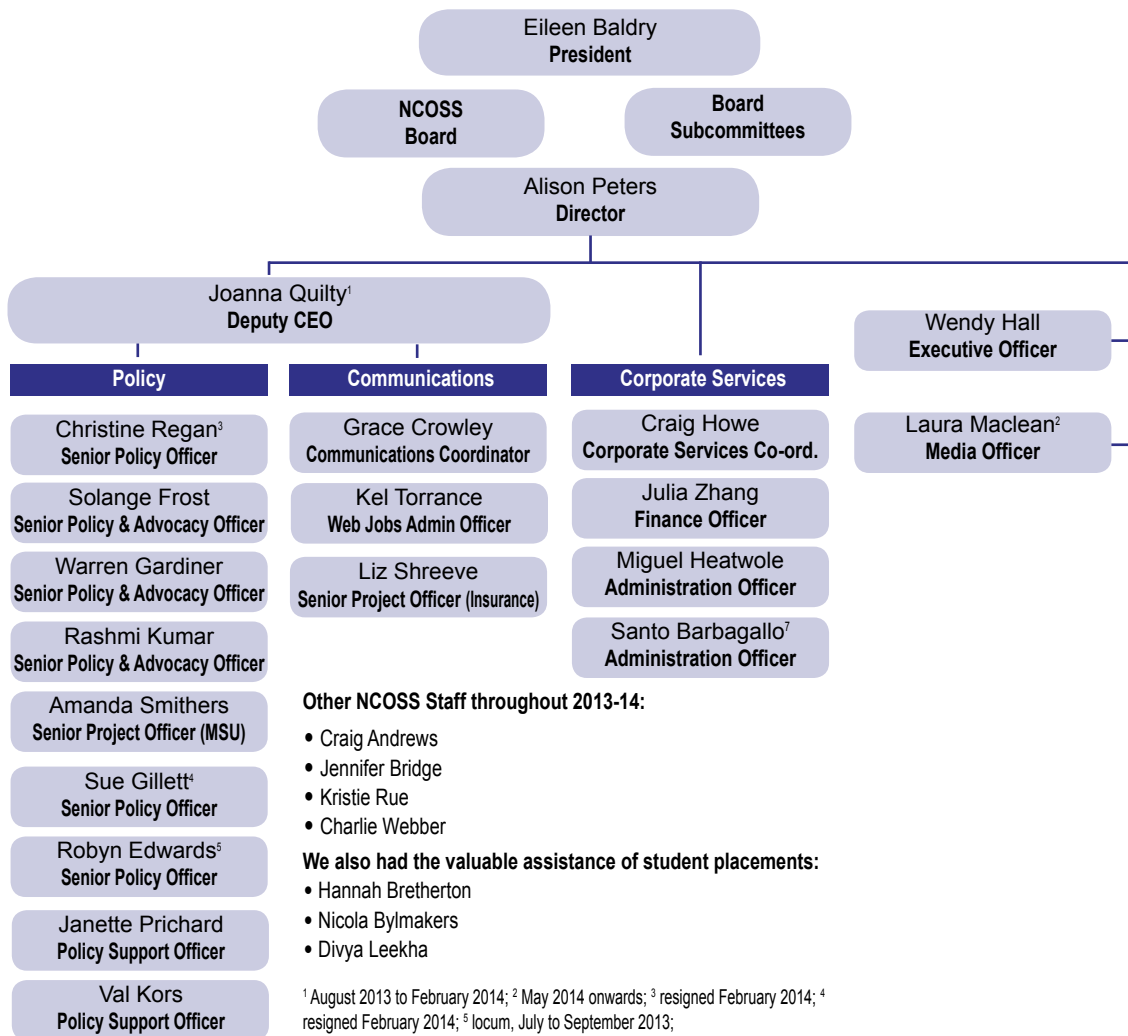 Eileen Baldry
President
NCOSS
Board
Board
Subcommittees
Alison Peters
Director
Joanna Quilty¹
Deputy CEO
Wendy Hall
Executive Officer
Laura Maclean²
Media Officer
Policy
Christine Regan³
Senior Policy Officer
Solange Frost
Senior Policy & Advocacy Officer
Warren Gardiner
Senior Policy & Advocacy Officer
Rashmi Kumar
Senior Policy & Advocacy Officer
Amanda Smithers
Senior Project Officer (MSU)
Sue Gillett⁴
Senior Policy Officer
Robyn Edwards⁵
Senior Policy Officer
Janette Prichard
Policy Support Officer
Val Kors
Policy Support Officer
Communications
Grace Crowley
Communications Coordinator
Kel Torrance
Web Jobs Admin Officer
Liz Shreeve
Senior Project Officer (Insurance)
Corporate Services
Craig Howe
Corporate Services Co-ord.
Julia Zhang
Finance Officer
Miguel Heatwole
Administration Officer
Santo Barbagallo⁷
Administration Officer
Other NCOSS Staff throughout 2013-14:
• Craig Andrews
• Jennifer Bridge
• Kristie Rue
• Charlie Webber
We also had the valuable assistance of student placements:
• Hannah Bretherton
• Nicola Bylmakers
• Divya Leekha
¹ August 2013 to February 2014; ² May 2014 onwards; ³ resigned February 2014; ⁴
resigned February 2014; ⁵ locum, July to September 2013;